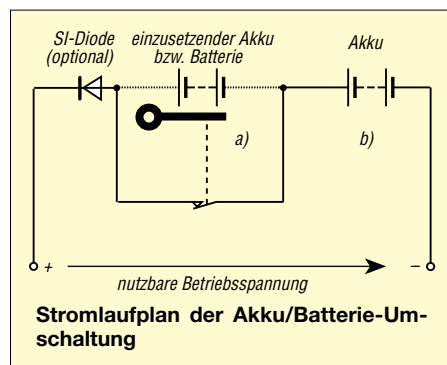 SI-Diode
(optional)
einzusetzender Akku
bzw. Batterie
Akku
a)
b)
+
−
nutzbare Betriebsspannung
Stromlaufplan der Akku/Batterie-Um-
schaltung